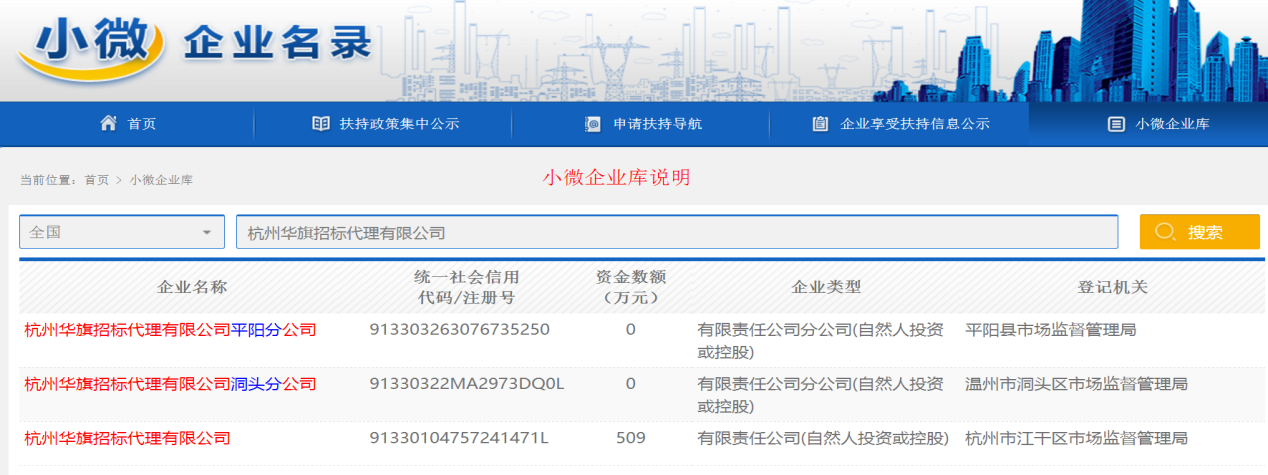 小微 企业名录
首页 扶持政策集中公示 申请扶持导航 企业享受扶持信息公示 小微企业库
当前位置：首页 > 小微企业库 小微企业库说明
全国 杭州华旗招标代理有限公司 搜索
企业名称 统一社会信用代码/注册号 资金数额（万元） 企业类型 登记机关
杭州华旗招标代理有限公司平阳分公司 913303263076735250 0 有限责任公司分公司(自然人投资或控股) 平阳县市场监督管理局
杭州华旗招标代理有限公司洞头分公司 91330322MA2973DQ0L 0 有限责任公司分公司(自然人投资或控股) 温州市洞头区市场监督管理局
杭州华旗招标代理有限公司 91330104757241471L 509 有限责任公司(自然人投资或控股) 杭州市江干区市场监督管理局